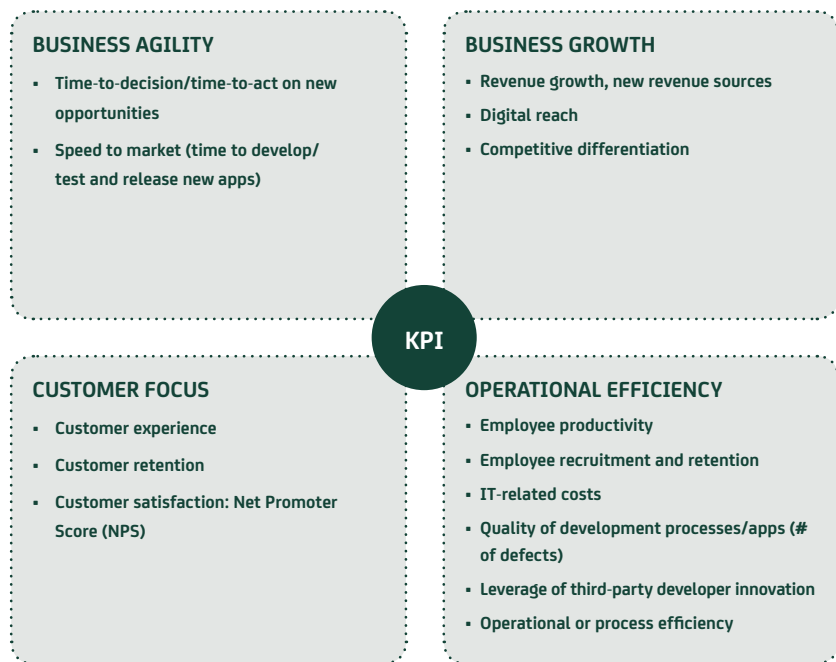 BUSINESS AGILITY
▪ Time-to-decision/time-to-act on new
opportunities
▪ Speed to market (time to develop/
test and release new apps)
BUSINESS GROWTH
▪ Revenue growth, new revenue sources
▪ Digital reach
▪ Competitive differentiation
KPI
CUSTOMER FOCUS
▪ Customer experience
▪ Customer retention
▪ Customer satisfaction: Net Promoter
Score (NPS)
OPERATIONAL EFFICIENCY
▪ Employee productivity
▪ Employee recruitment and retention
▪ IT-related costs
▪ Quality of development processes/apps (#
of defects)
▪ Leverage of third-party developer innovation
▪ Operational or process efficiency